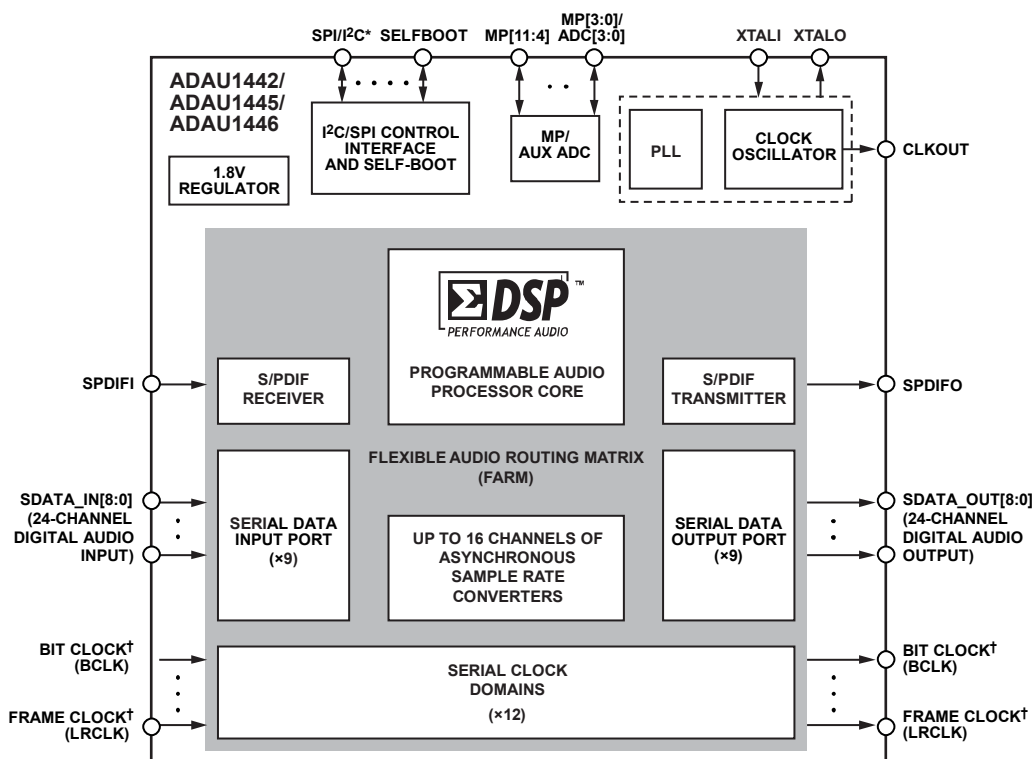 SPI/I²C* SELFBOOT MP[11:4] MP[3:0]/
ADC[3:0] XTALI XTALO
ADAU1442/
ADAU1445/
ADAU1446
1.8V
REGULATOR
I²C/SPI CONTROL
INTERFACE
AND SELF-BOOT
MP/
AUX ADC
PLL
CLOCK
OSCILLATOR
CLKOUT
ΣDSP™
PERFORMANCE AUDIO
PROGRAMMABLE AUDIO
PROCESSOR CORE
SPDIFI
S/PDIF
RECEIVER
S/PDIF
TRANSMITTER
SPDIFO
FLEXIBLE AUDIO ROUTING MATRIX
(FARM)
SDATA_IN[8:0]
(24-CHANNEL
DIGITAL AUDIO
INPUT)
SERIAL DATA
INPUT PORT
(×9)
UP TO 16 CHANNELS OF
ASYNCHRONOUS
SAMPLE RATE
CONVERTERS
SERIAL DATA
OUTPUT PORT
(×9)
SDATA_OUT[8:0]
(24-CHANNEL
DIGITAL AUDIO
OUTPUT)
BIT CLOCK†
(BCLK)
FRAME CLOCK†
(LRCLK)
SERIAL CLOCK
DOMAINS
(×12)
BIT CLOCK†
(BCLK)
FRAME CLOCK†
(LRCLK)